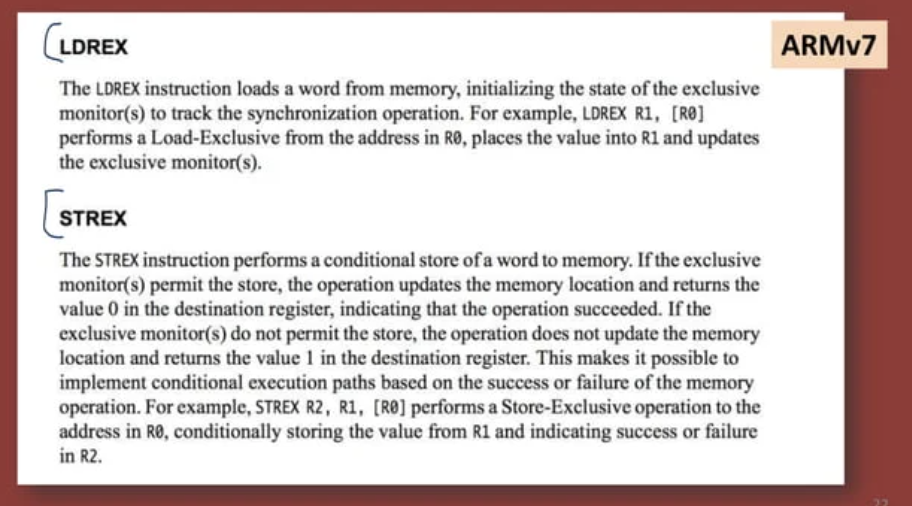 LDREX
ARMv7
The LDREX instruction loads a word from memory, initializing the state of the exclusive
monitor(s) to track the synchronization operation. For example, LDREX R1, [R0]
performs a Load-Exclusive from the address in R0, places the value into R1 and updates
the exclusive monitor(s).
STREX
The STREX instruction performs a conditional store of a word to memory. If the exclusive
monitor(s) permit the store, the operation updates the memory location and returns the
value 0 in the destination register, indicating that the operation succeeded. If the
exclusive monitor(s) do not permit the store, the operation does not update the memory
location and returns the value 1 in the destination register. This makes it possible to
implement conditional execution paths based on the success or failure of the memory
operation. For example, STREX R2, R1, [R0] performs a Store-Exclusive operation to the
address in R0, conditionally storing the value from R1 and indicating success or failure
in R2.